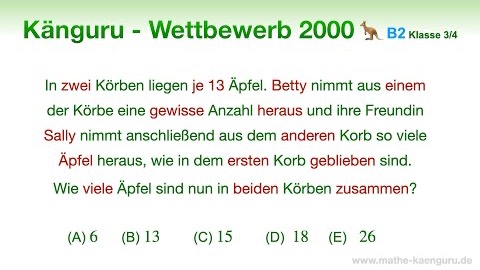 Känguru - Wettbewerb 2000 B2 Klasse 3/4
In zwei Körben liegen je 13 Äpfel. Betty nimmt aus einem
der Körbe eine gewisse Anzahl heraus und ihre Freundin
Sally nimmt anschließend aus dem anderen Korb so viele
Äpfel heraus, wie in dem ersten Korb geblieben sind.
Wie viele Äpfel sind nun in beiden Körben zusammen?
(A) 6 (B) 13 (C) 15 (D) 18 (E) 26
www.mathe-kaenguru.de